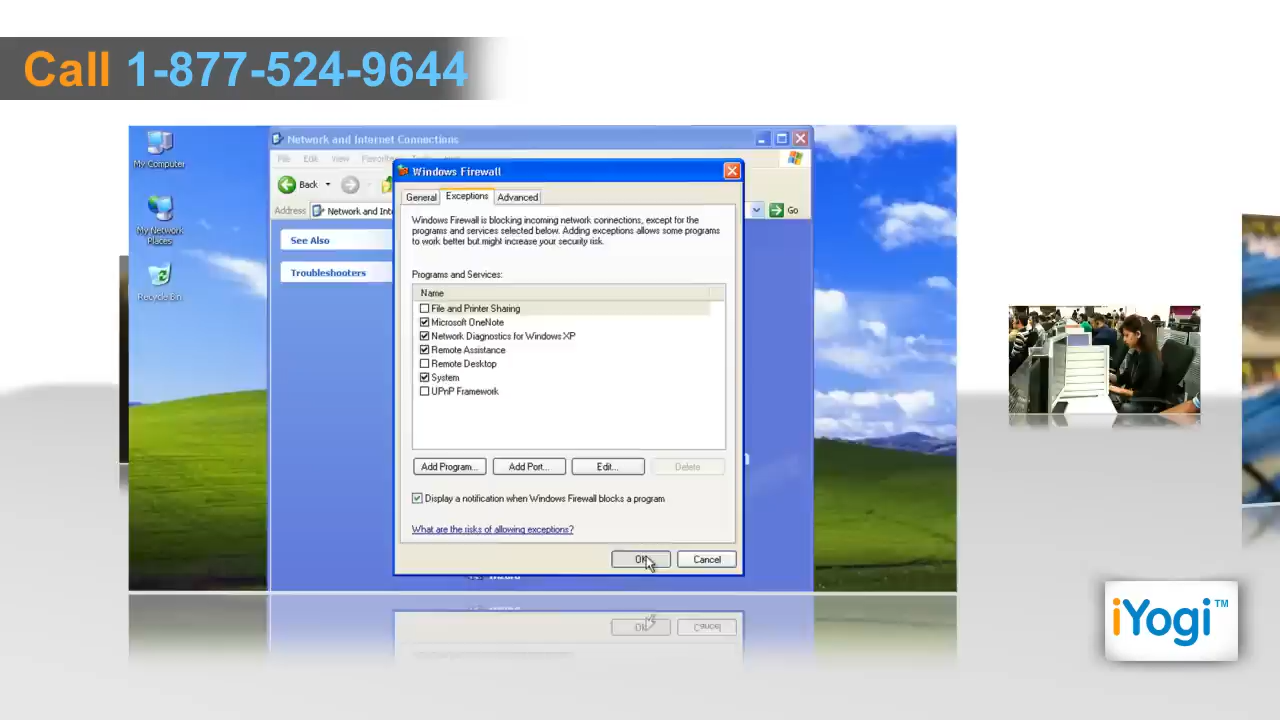 Call 1-877-524-9644
My Computer
My Network
Places
Recycle Bin
Network and Internet Connections
File Edit View Favorites
Back
Address Network and Inte
Go
See Also
Troubleshooters
Windows Firewall
General Exceptions Advanced
Windows Firewall is blocking incoming network connections, except for the
programs and services selected below. Adding exceptions allows some programs
to work better but might increase your security risk.
Programs and Services:
Name
File and Printer Sharing
Microsoft OneNote
Network Diagnostics for Windows XP
Remote Assistance
Remote Desktop
System
UPnP Framework
Add Program... Add Port... Edit... Delete
Display a notification when Windows Firewall blocks a program
What are the risks of allowing exceptions?
OK Cancel
iYogi™